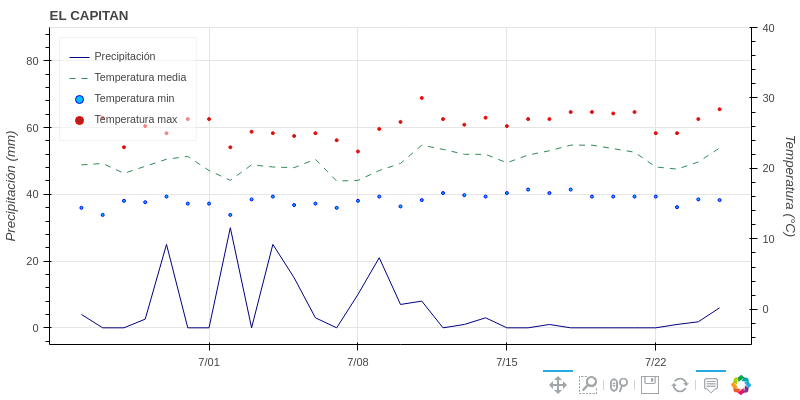 EL CAPITAN
Precipitación
Temperatura media
Temperatura min
Temperatura max
Precipitación (mm)
80
60
40
20
0
40
30
20
10
0
Temperatura (°C)
7/01
7/08
7/15
7/22